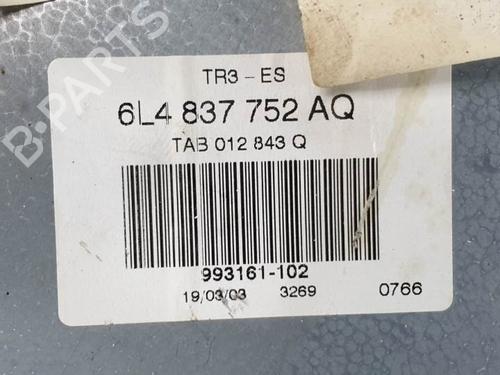 TR3-ES
6L4 837 752 AQ
TAB 012 843 Q
993161-102
19/03/03 3269 0766
B-PARTS